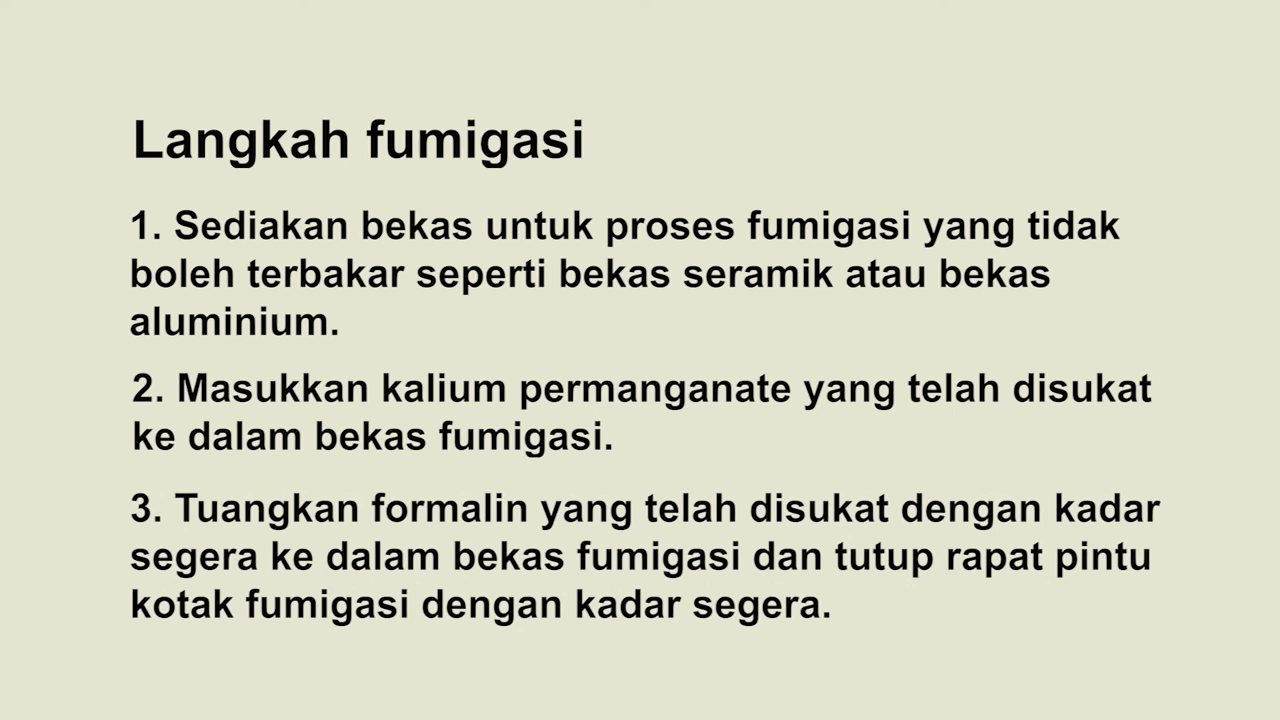 Langkah fumigasi
1. Sediakan bekas untuk proses fumigasi yang tidak
boleh terbakar seperti bekas seramik atau bekas
aluminium.
2. Masukkan kalium permanganate yang telah disukat
ke dalam bekas fumigasi.
3. Tuangkan formalin yang telah disukat dengan kadar
segera ke dalam bekas fumigasi dan tutup rapat pintu
kotak fumigasi dengan kadar segera.